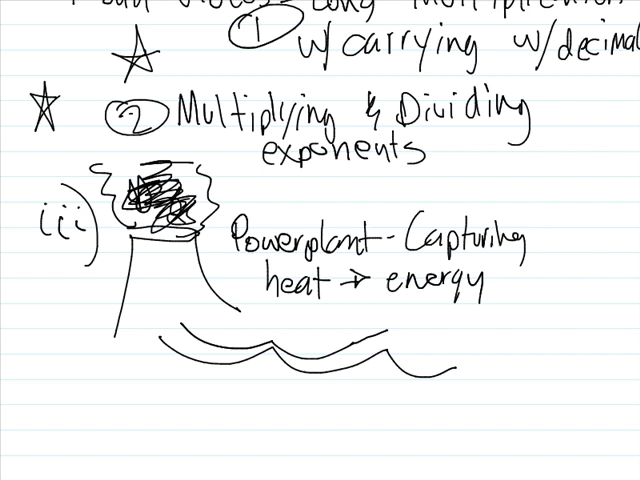 Long Multiplication
① w/ carrying w/ decimal
② Multiplying & Dividing
exponents
iii) Powerplant - Capturing
heat → energy